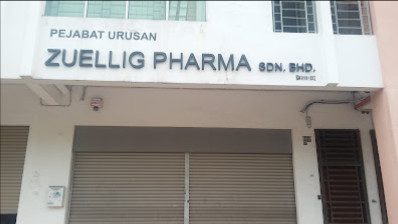 PEJABAT URUSAN
ZUELLIG PHARMA SDN. BHD.